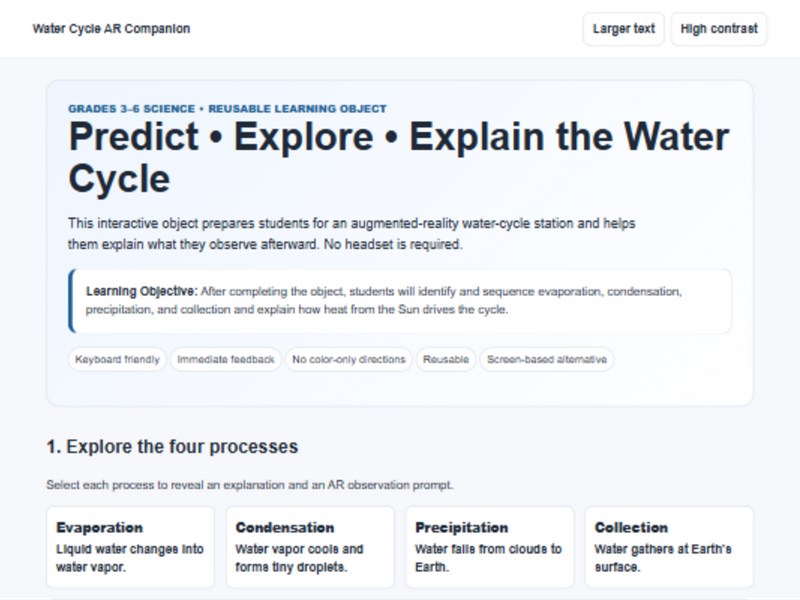 Water Cycle AR Companion
Larger text
High contrast
GRADES 3–6 SCIENCE • REUSABLE LEARNING OBJECT
Predict • Explore • Explain the Water
Cycle
This interactive object prepares students for an augmented-reality water-cycle station and helps
them explain what they observe afterward. No headset is required.
Learning Objective: After completing the object, students will identify and sequence evaporation, condensation,
precipitation, and collection and explain how heat from the Sun drives the cycle.
Keyboard friendly
Immediate feedback
No color-only directions
Reusable
Screen-based alternative
1. Explore the four processes
Select each process to reveal an explanation and an AR observation prompt.
Evaporation
Liquid water changes into
water vapor.
Condensation
Water vapor cools and
forms tiny droplets.
Precipitation
Water falls from clouds to
Earth.
Collection
Water gathers at Earth's
surface.